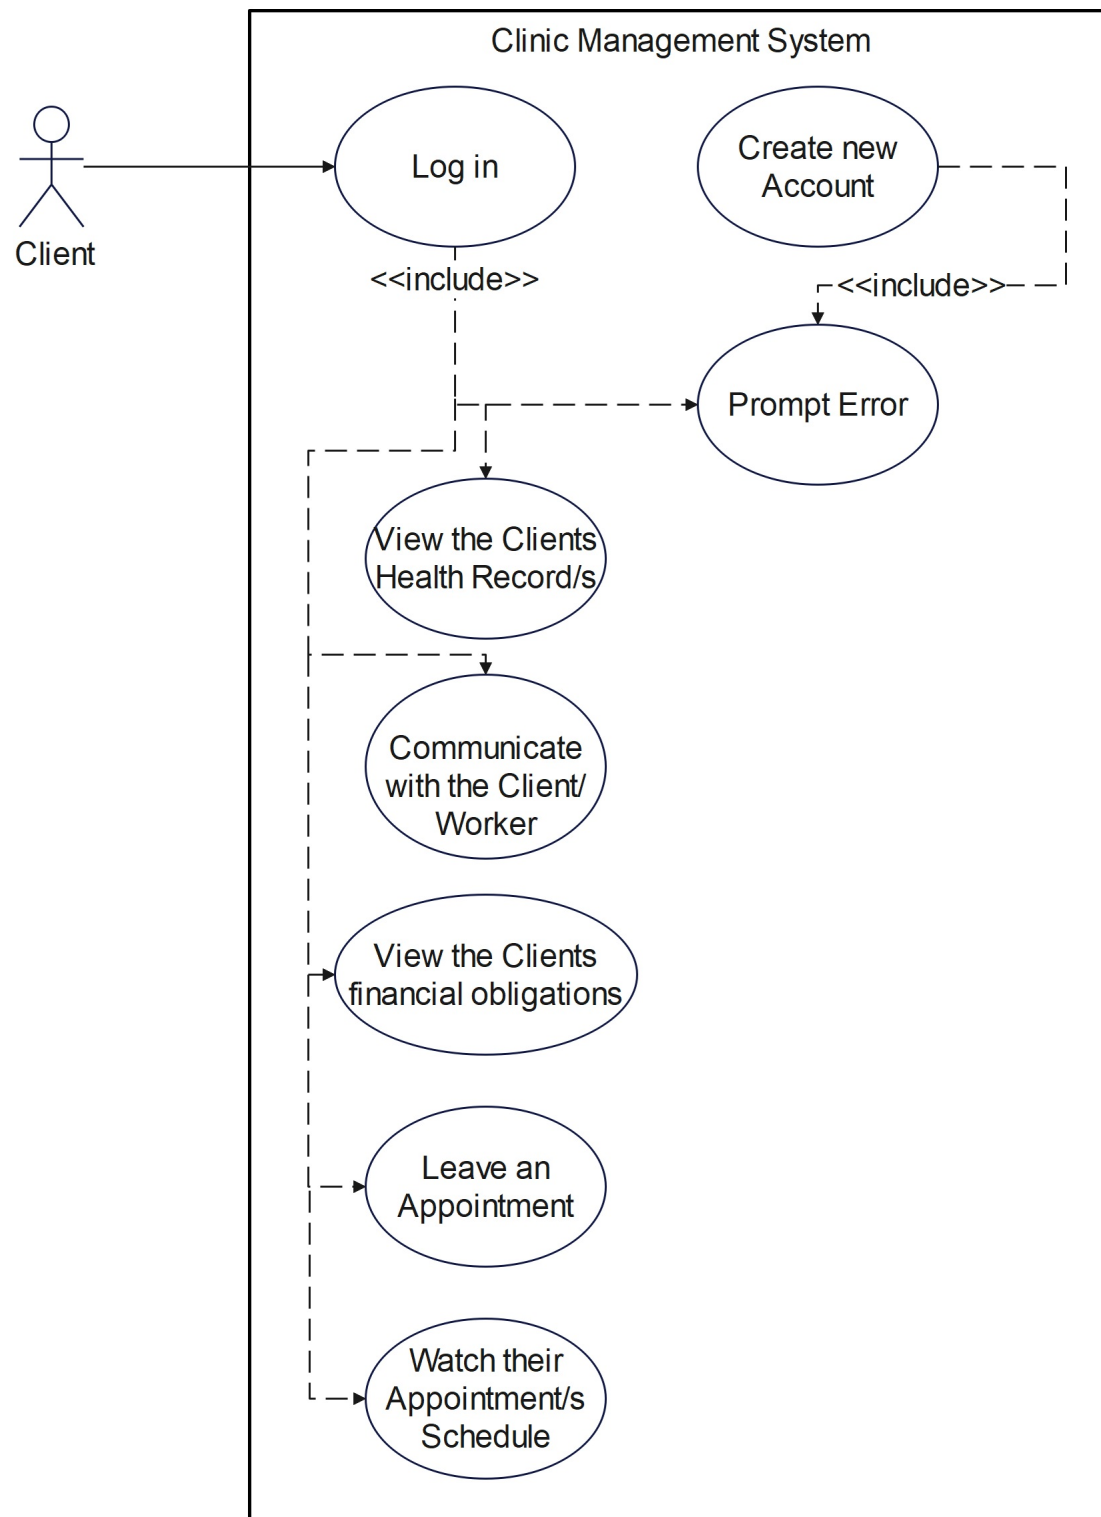 Clinic Management System
Log in
Create new
Account
Client
<<include>>
<<include>>
Prompt Error
View the Clients
Health Record/s
Communicate
with the Client/
Worker
View the Clients
financial obligations
Leave an
Appointment
Watch their
Appointment/s
Schedule